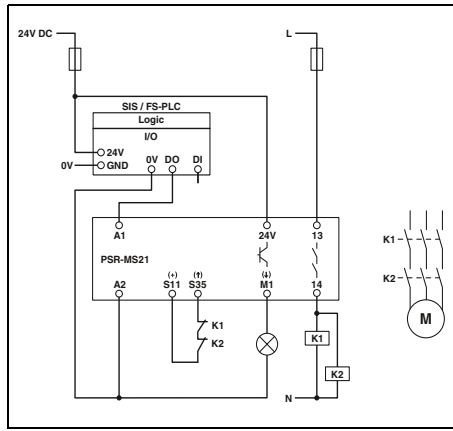 24V DC
L
SIS / FS-PLC
Logic
I/O
24V
0V GND
0V DO DI
A1 24V 13
PSR-MS21
(+) (↑) (↓)
A2 S11 S35 M1 14
K1
K2
K1
K2
N
K1
K2
M